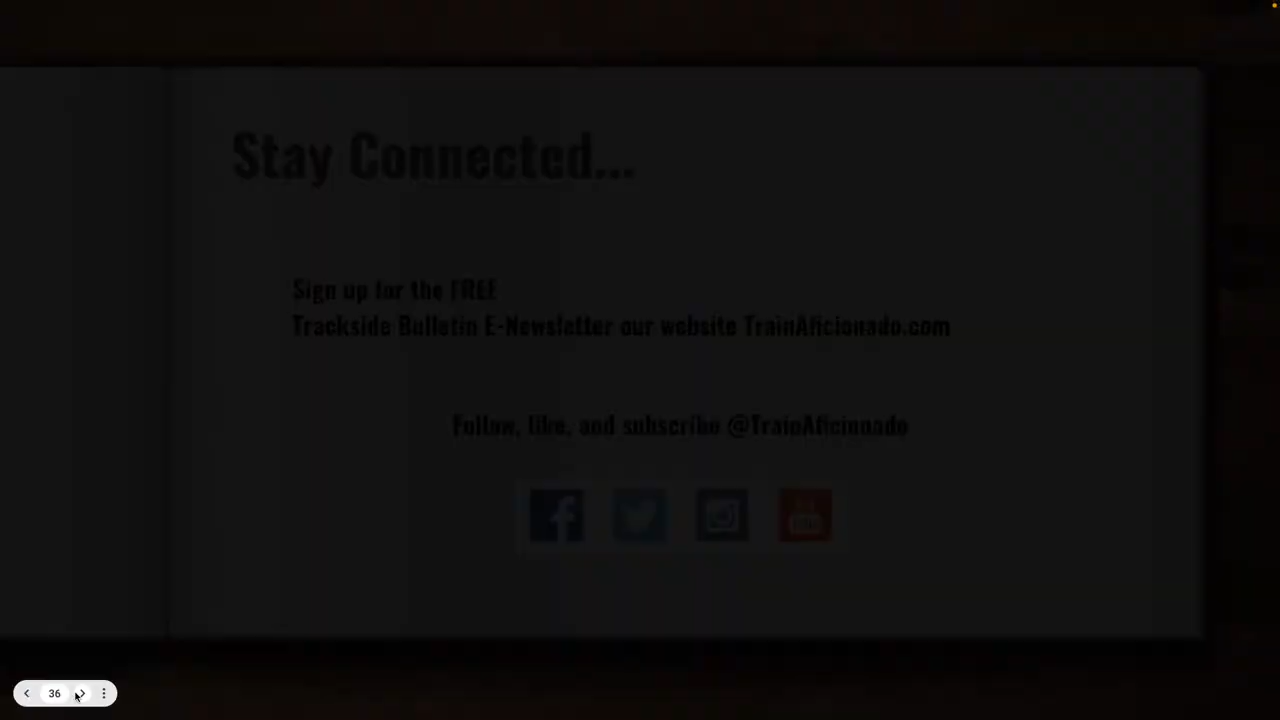 Stay Connected...
Sign up for the FREE
Trackside Bulletin E-Newsletter our website TrainAficionado.com
Follow, like, and subscribe @TrainAficionado
36